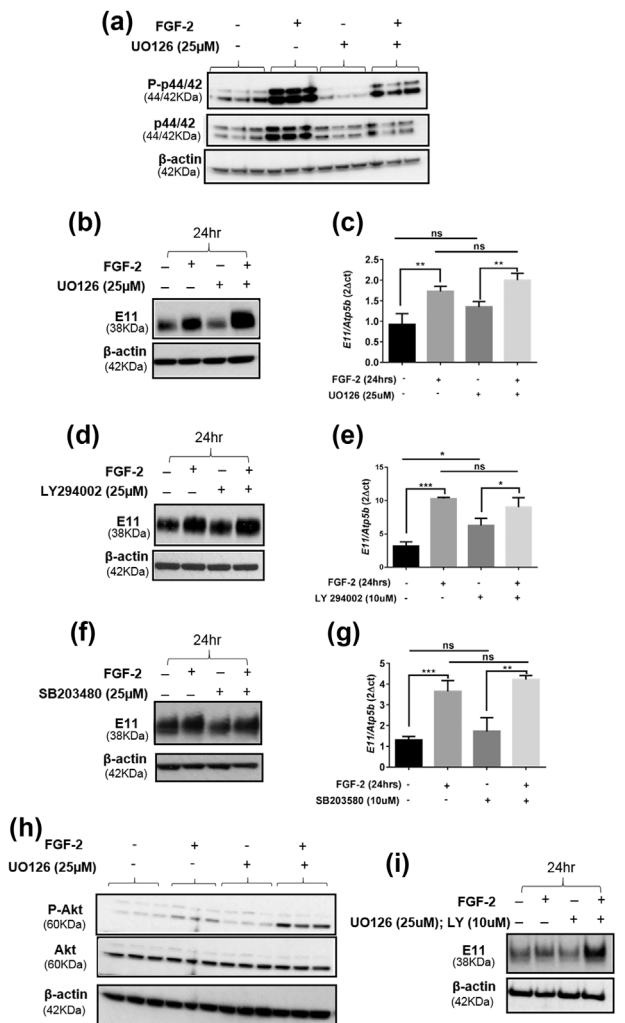 (a)
FGF-2 - + - +
UO126 (25μM) - - + +
P-p44/42
(44/42KDa)
p44/42
(44/42KDa)
β-actin
(42KDa)
(b)
24hr
FGF-2 – + – +
UO126 (25μM) – – + +
E11
(38KDa)
β-actin
(42KDa)
(c)
ns
ns
** **
E11/Atp5b (2Δct)
2.5
2.0
1.5
1.0
0.5
0.0
FGF-2 (24hrs) - + - +
UO126 (25uM) - - + +
(d)
24hr
FGF-2 – + – +
LY294002 (25μM) – – + +
E11
(38KDa)
β-actin
(42KDa)
(e)
*
ns
*** *
E11/Atp5b (2Δct)
15
10
5
0
FGF-2 (24hrs) - + - +
LY 294002 (10uM) - - + +
(f)
24hr
FGF-2 – + – +
SB203480 (25μM) – – + +
E11
(38KDa)
β-actin
(42KDa)
(g)
ns
ns
*** **
E11/Atp5b (2Δct)
5
4
3
2
1
0
FGF-2 (24hrs) - + - +
SB203580 (10uM) - - + +
(h)
FGF-2 - + - +
UO126 (25μM) - - + +
P-Akt
(60KDa)
Akt
(60KDa)
β-actin
(42KDa)
(i)
24hr
FGF-2 – + – +
UO126 (25uM); LY (10uM) – – + +
E11
(38KDa)
β-actin
(42KDa)